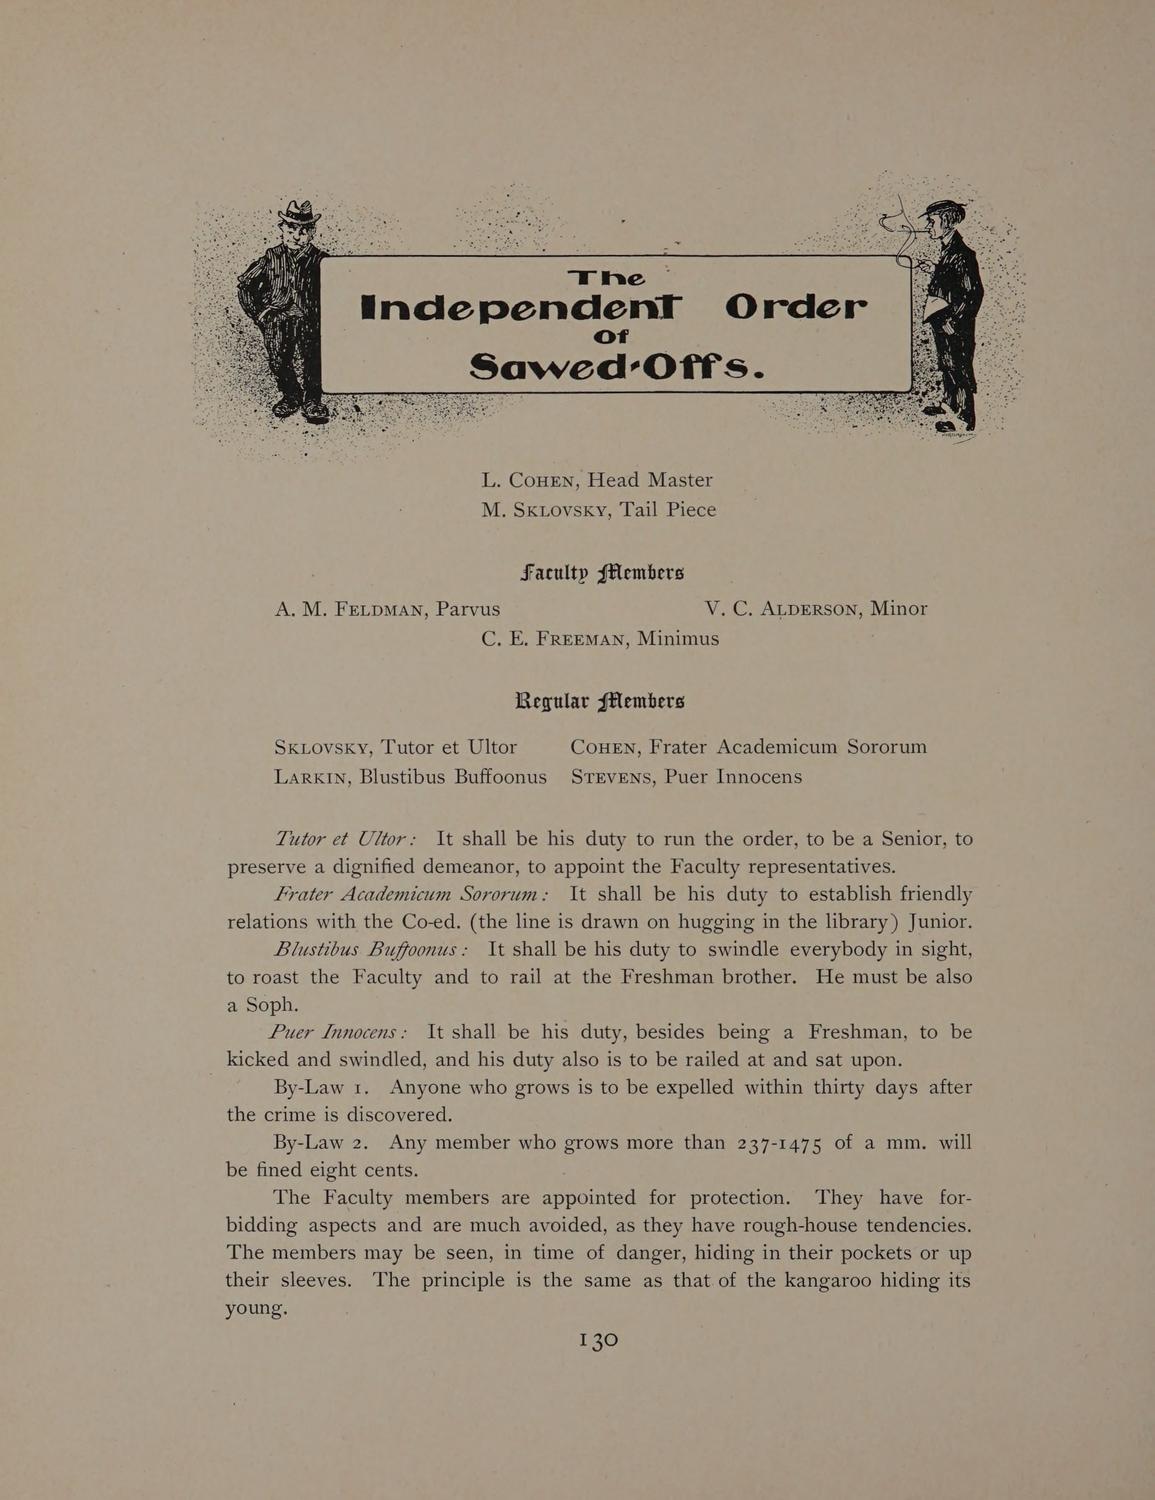 The
Independent Order
Of
Sawed-Offs.
L. COHEN, Head Master
M. SKLOVSKY, Tail Piece
Faculty Members
A. M. FELDMAN, Parvus V. C. ALDERSON, Minor
C. E. FREEMAN, Minimus
Regular Members
SKLOVSKY, Tutor et Ultor COHEN, Frater Academicum Sororum
LARKIN, Blustibus Buffoonus STEVENS, Puer Innocens
Tutor et Ultor: It shall be his duty to run the order, to be a Senior, to
preserve a dignified demeanor, to appoint the Faculty representatives.
Frater Academicum Sororum: It shall be his duty to establish friendly
relations with the Co-ed. (the line is drawn on hugging in the library) Junior.
Blustibus Buffoonus: It shall be his duty to swindle everybody in sight,
to roast the Faculty and to rail at the Freshman brother. He must be also
a Soph.
Puer Innocens: It shall be his duty, besides being a Freshman, to be
kicked and swindled, and his duty also is to be railed at and sat upon.
By-Law 1. Anyone who grows is to be expelled within thirty days after
the crime is discovered.
By-Law 2. Any member who grows more than 237-1475 of a mm. will
be fined eight cents.
The Faculty members are appointed for protection. They have for-
bidding aspects and are much avoided, as they have rough-house tendencies.
The members may be seen, in time of danger, hiding in their pockets or up
their sleeves. The principle is the same as that of the kangaroo hiding its
young.
130